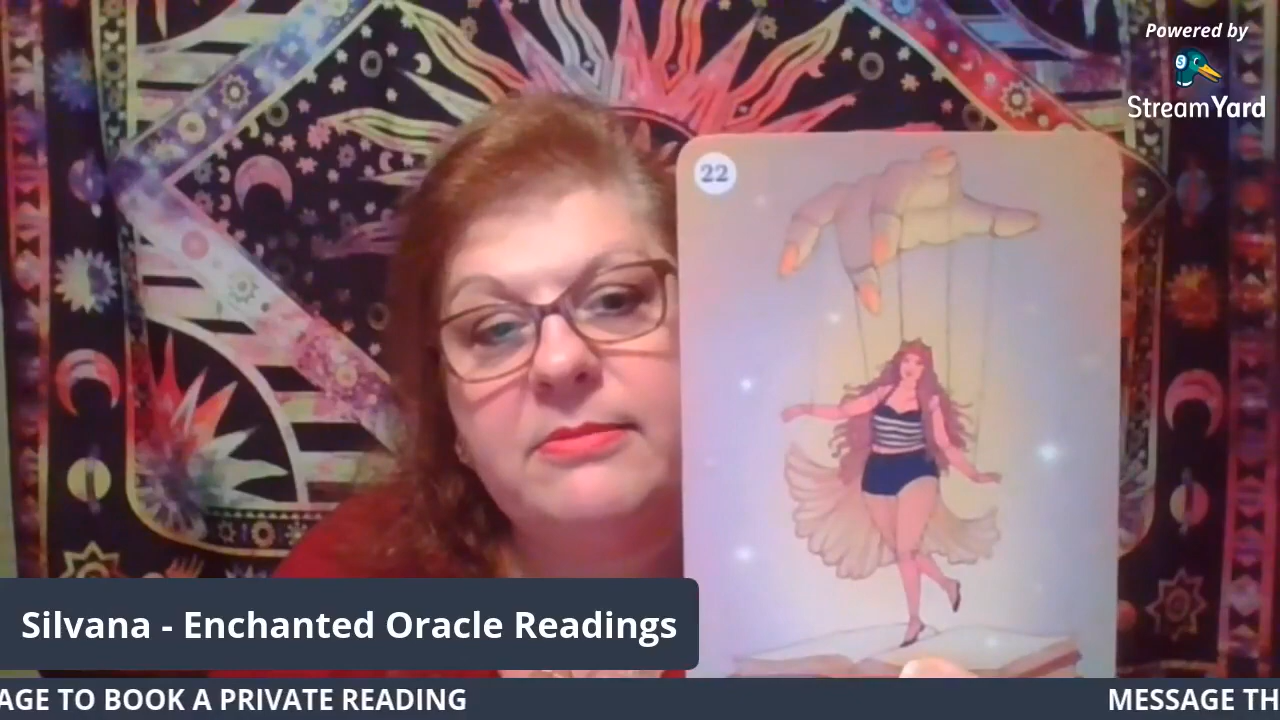 Powered by
StreamYard
22
Silvana - Enchanted Oracle Readings
AGE TO BOOK A PRIVATE READING
MESSAGE TH